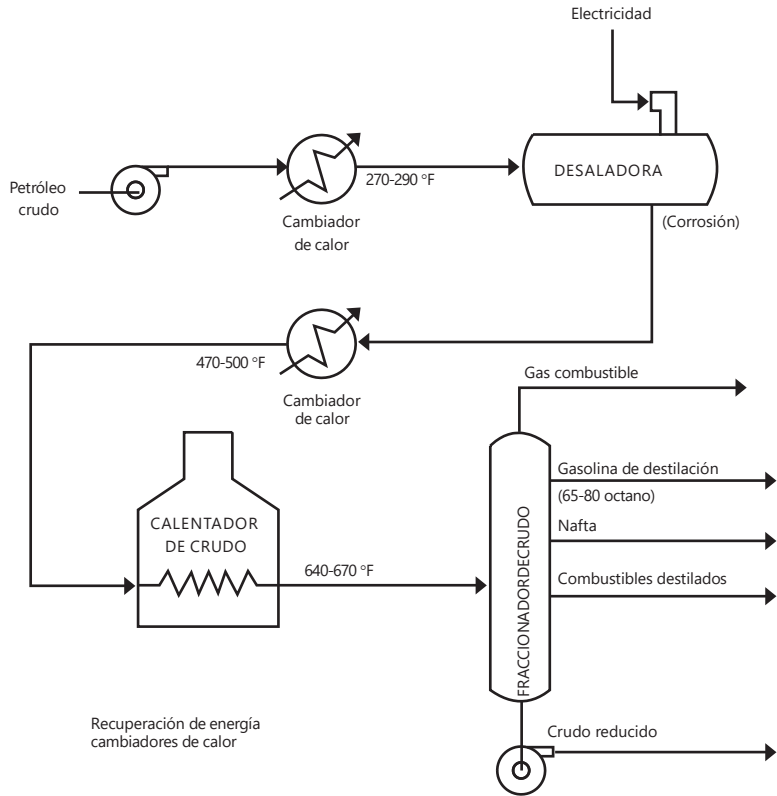 Electricidad
Petróleo
crudo
270-290 °F
DESALADORA
Cambiador
de calor
(Corrosión)
470-500 °F
Cambiador
de calor
Gas combustible
Gasolina de destilación
(65-80 octano)
Nafta
Combustibles destilados
CALENTADOR
DE CRUDO
640-670 °F
FRACCIONADORDECRUDO
Crudo reducido
Recuperación de energía
cambiadores de calor